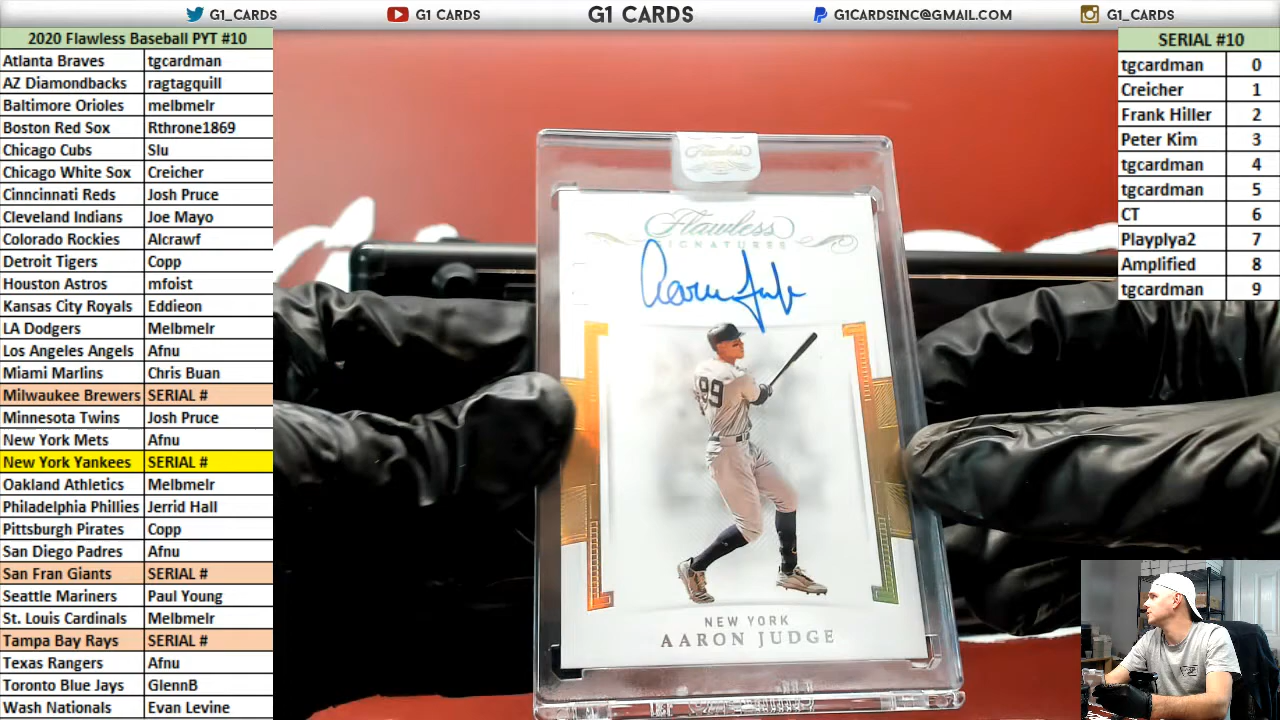 G1_CARDS
G1 CARDS
G1 CARDS
G1CARDSINC@GMAIL.COM
G1_CARDS
2020 Flawless Baseball PYT #10
Atlanta Braves tgcardman
AZ Diamondbacks ragtagquill
Baltimore Orioles melbmelr
Boston Red Sox Rthrone1869
Chicago Cubs Slu
Chicago White Sox Creicher
Cinncinnati Reds Josh Pruce
Cleveland Indians Joe Mayo
Colorado Rockies Alcrawf
Detroit Tigers Copp
Houston Astros mfoist
Kansas City Royals Eddieon
LA Dodgers Melbmelr
Los Angeles Angels Afnu
Miami Marlins Chris Buan
Milwaukee Brewers SERIAL #
Minnesota Twins Josh Pruce
New York Mets Afnu
New York Yankees SERIAL #
Oakland Athletics Melbmelr
Philadelphia Phillies Jerrid Hall
Pittsburgh Pirates Copp
San Diego Padres Afnu
San Fran Giants SERIAL #
Seattle Mariners Paul Young
St. Louis Cardinals Melbmelr
Tampa Bay Rays SERIAL #
Texas Rangers Afnu
Toronto Blue Jays GlennB
Wash Nationals Evan Levine
Flawless
Flawless
SIGNATURES
Aaron Judge
99
NEW YORK
AARON JUDGE
SERIAL #10
tgcardman 0
Creicher 1
Frank Hiller 2
Peter Kim 3
tgcardman 4
tgcardman 5
CT 6
Playplya2 7
Amplified 8
tgcardman 9